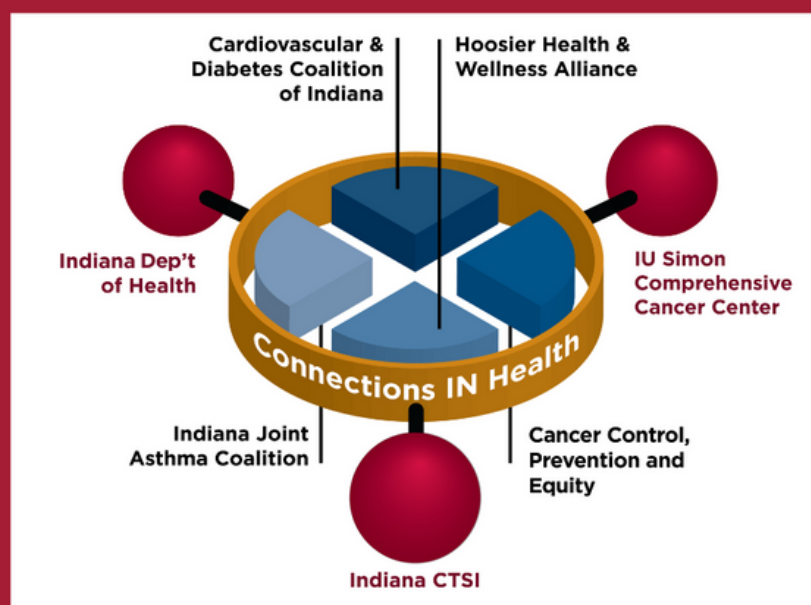 Cardiovascular &
Diabetes Coalition
of Indiana
Hoosier Health &
Wellness Alliance
Indiana Dep't
of Health
IU Simon
Comprehensive
Cancer Center
Connections IN Health
Indiana Joint
Asthma Coalition
Cancer Control,
Prevention and
Equity
Indiana CTSI